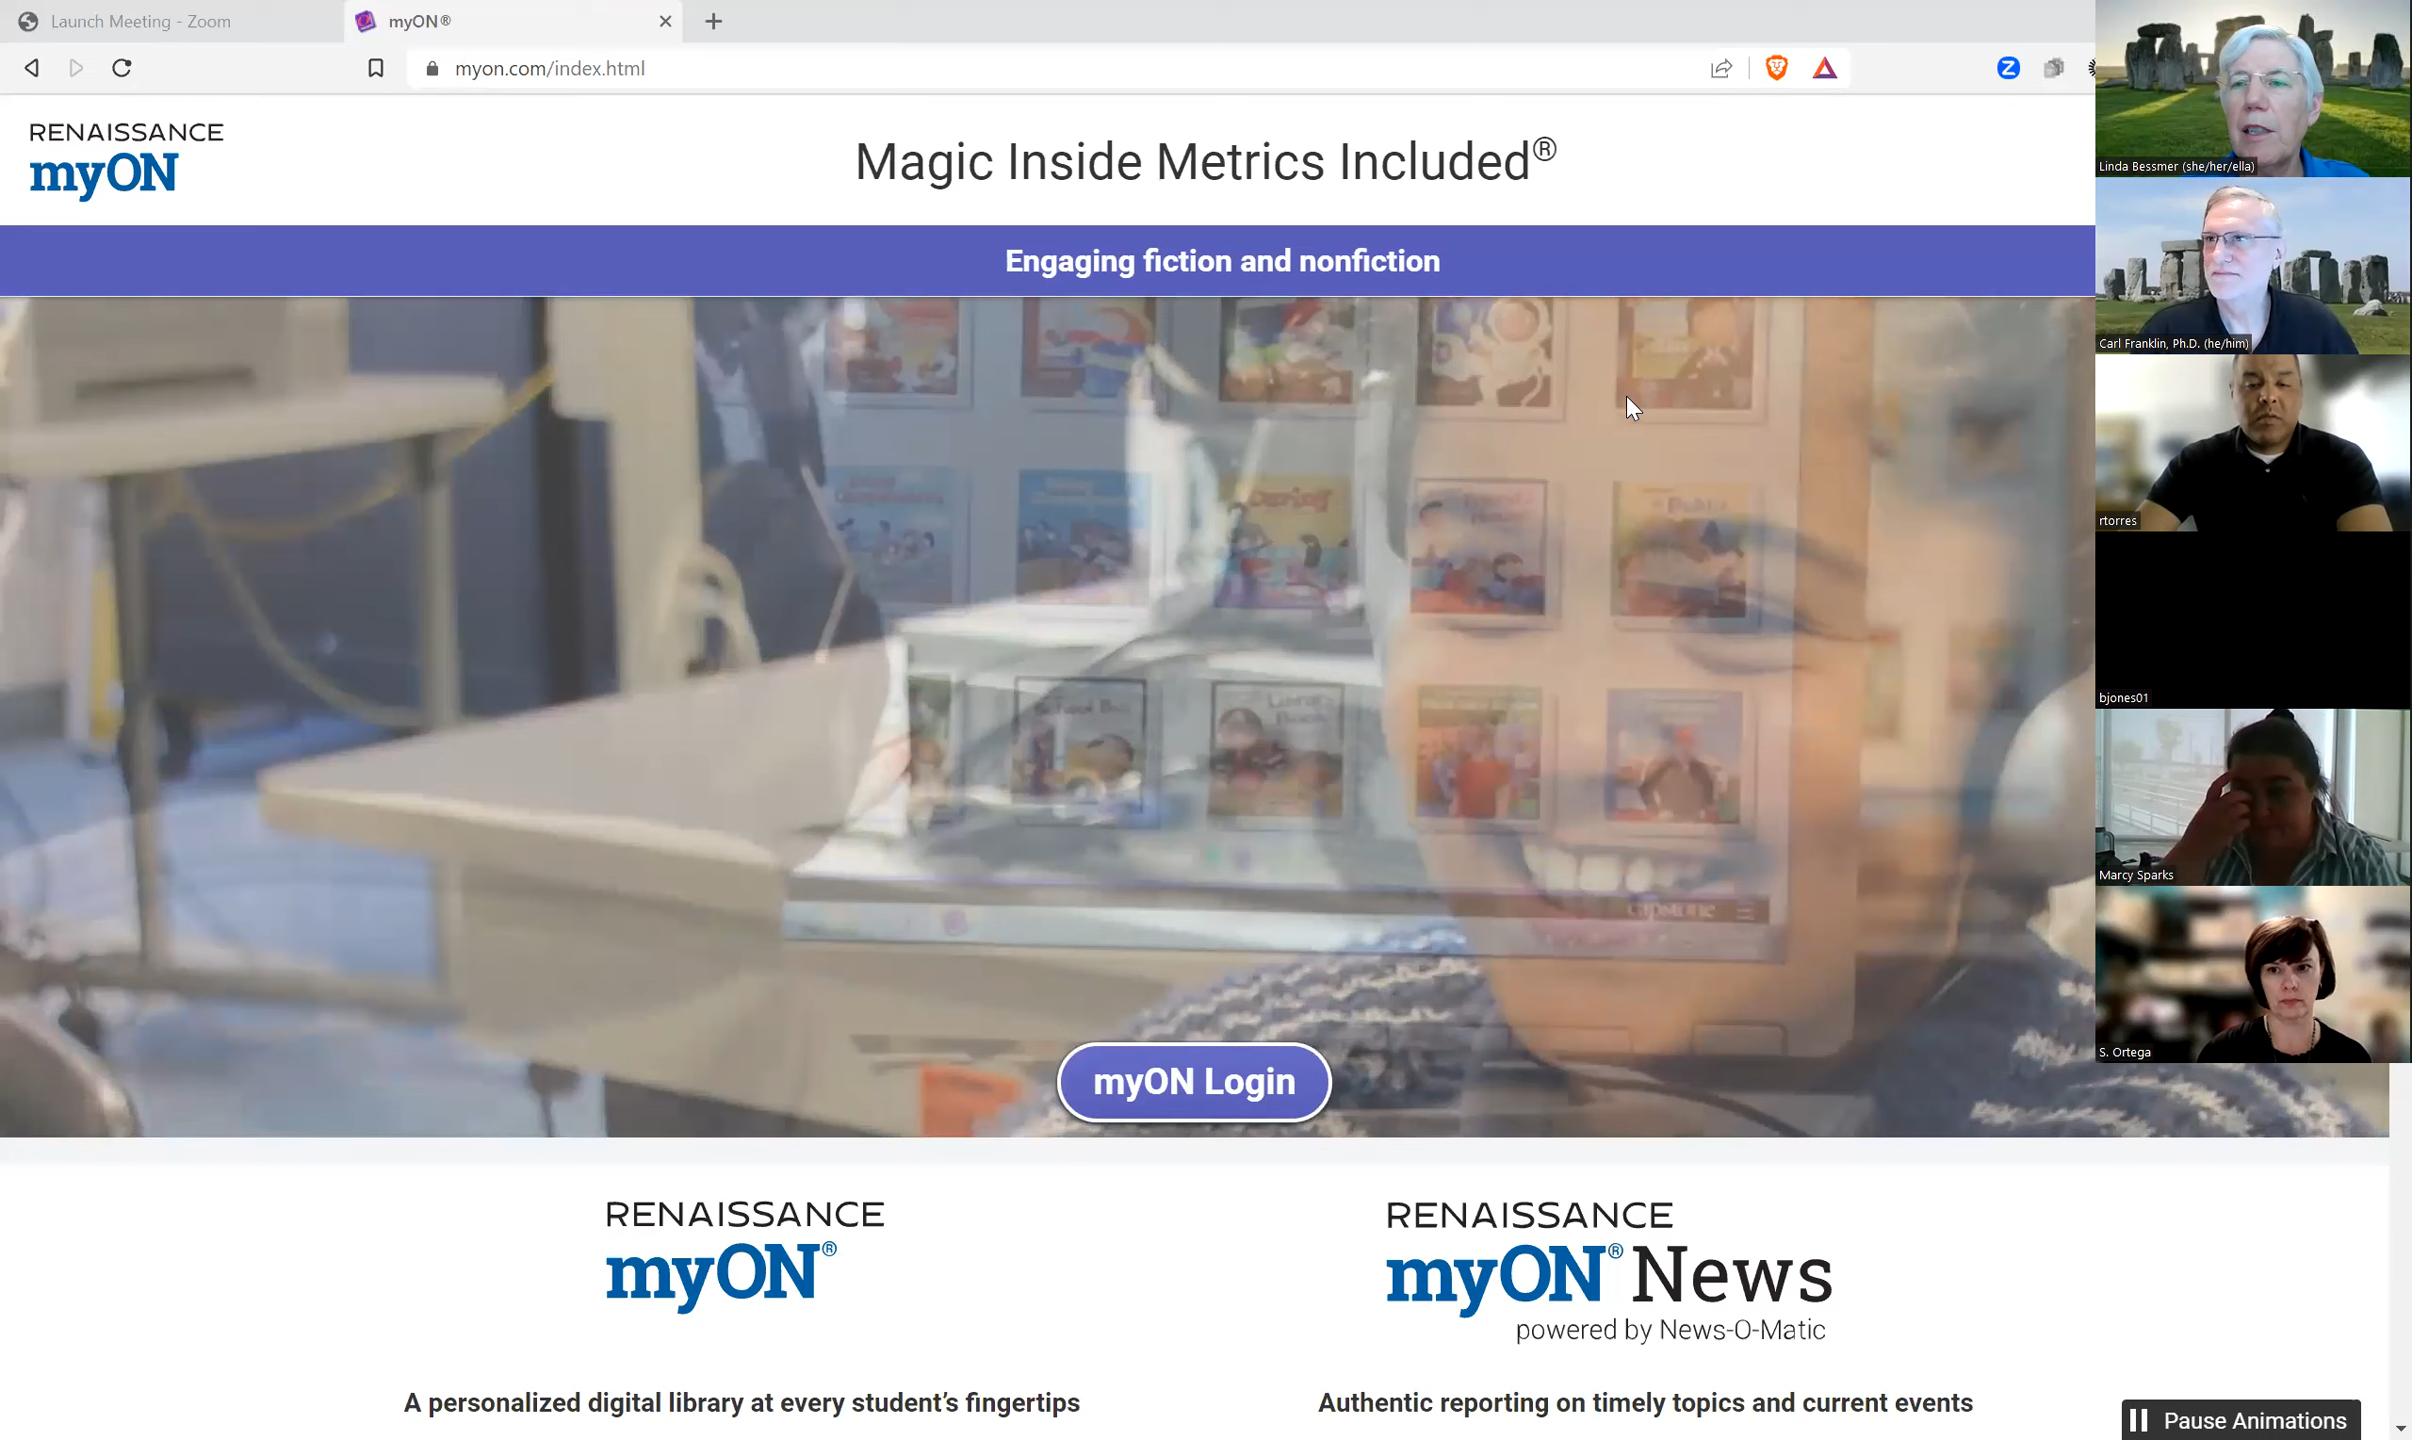 Launch Meeting - Zoom
myON®
myon.com/index.html
RENAISSANCE
myON
Magic Inside Metrics Included®
Engaging fiction and nonfiction
Linda Bessmer (she/her/ella)
Carl Franklin, Ph.D. (he/him)
rtorres
bjones01
Marcy Sparks
S. Ortega
capstone
myON Login
RENAISSANCE
myON®
A personalized digital library at every student’s fingertips
RENAISSANCE
myON® News
powered by News-O-Matic
Authentic reporting on timely topics and current events
Pause Animations